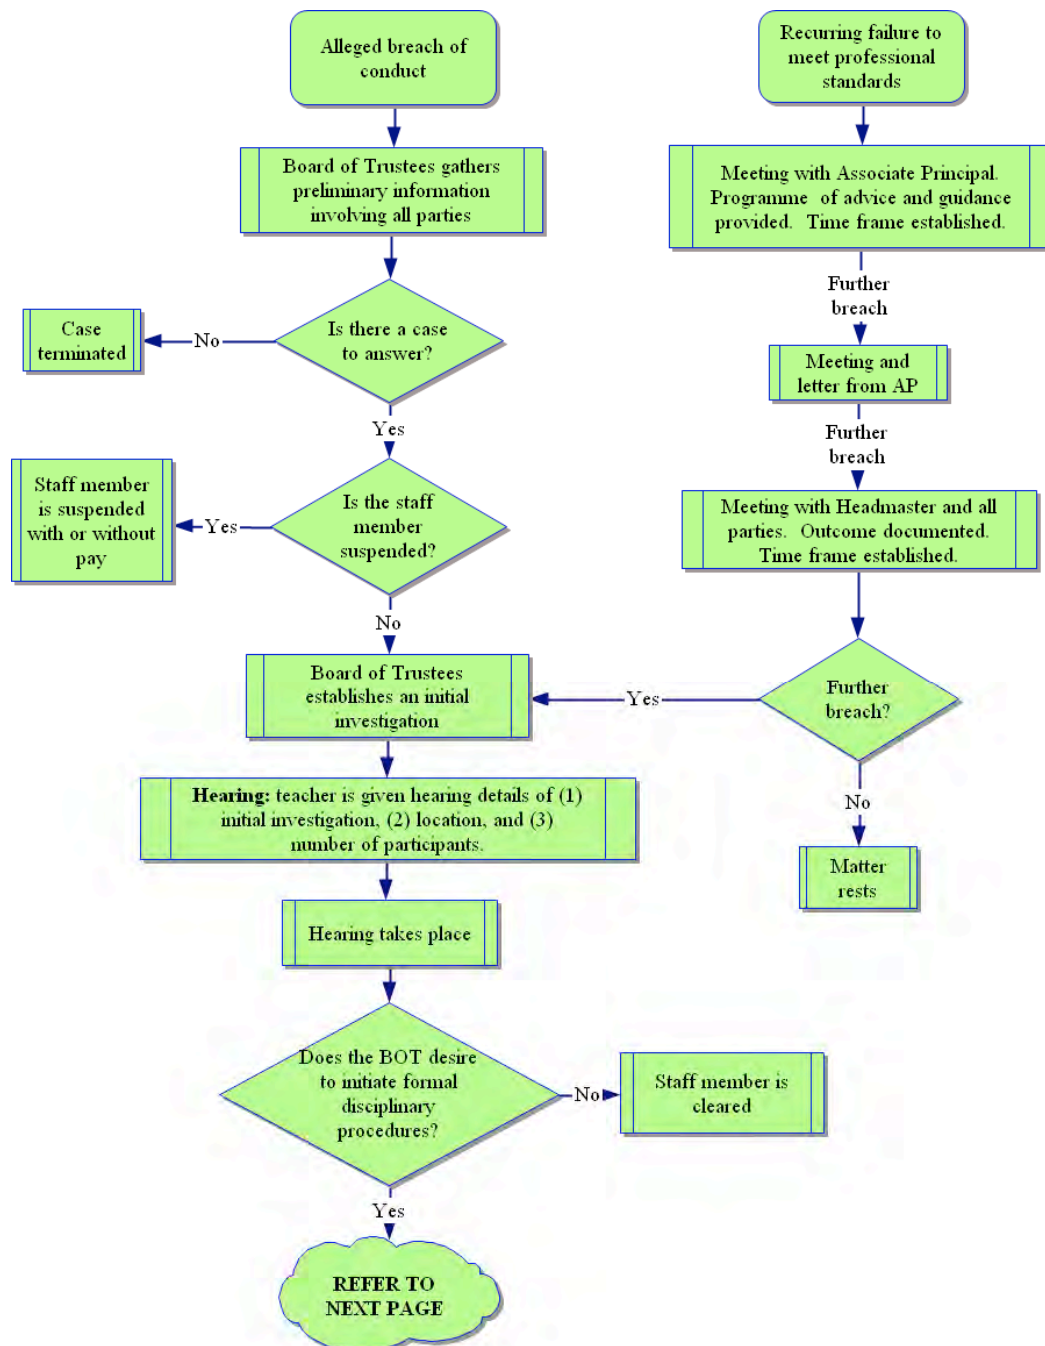 Alleged breach of
conduct
Recurring failure to
meet professional
standards
Board of Trustees gathers
preliminary information
involving all parties
Meeting with Associate Principal.
Programme of advice and guidance
provided. Time frame established.
Further
breach
Is there a case
to answer?
No
Case
terminated
Meeting and
letter from AP
Yes
Further
breach
Staff member
is suspended
with or without
pay
Yes
Is the staff
member
suspended?
Meeting with Headmaster and all
parties. Outcome documented.
Time frame established.
No
Board of Trustees
establishes an initial
investigation
Yes
Further
breach?
Hearing: teacher is given hearing details of (1)
initial investigation, (2) location, and (3)
number of participants.
No
Matter
rests
Hearing takes place
Does the BOT desire
to initiate formal
disciplinary
procedures?
No
Staff member is
cleared
Yes
REFER TO
NEXT PAGE